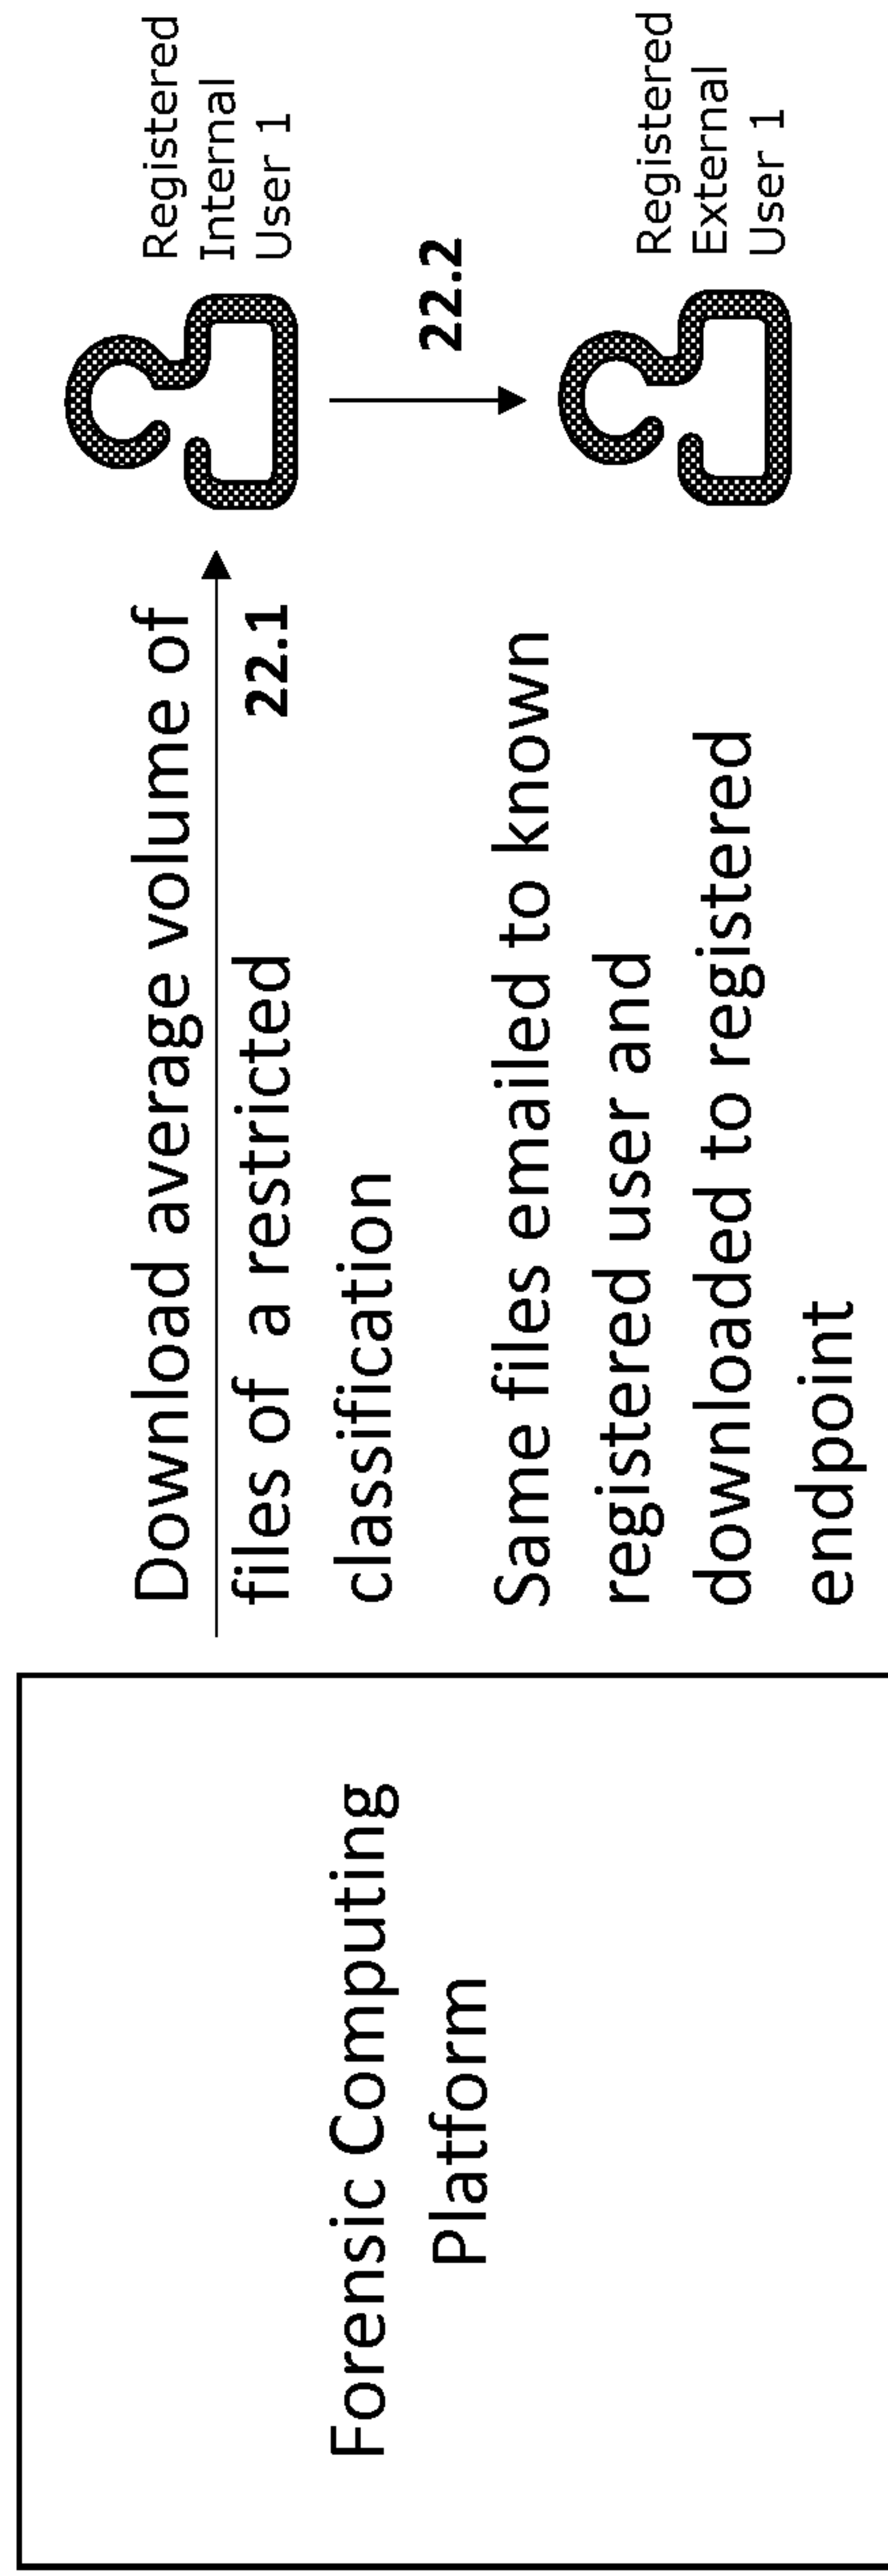 Forensic Computing
Platform
Download average volume of
files of a restricted
classification
22.1
Registered
Internal
User 1
22.2
Same files emailed to known
registered user and
downloaded to registered
endpoint
Registered
External
User 1